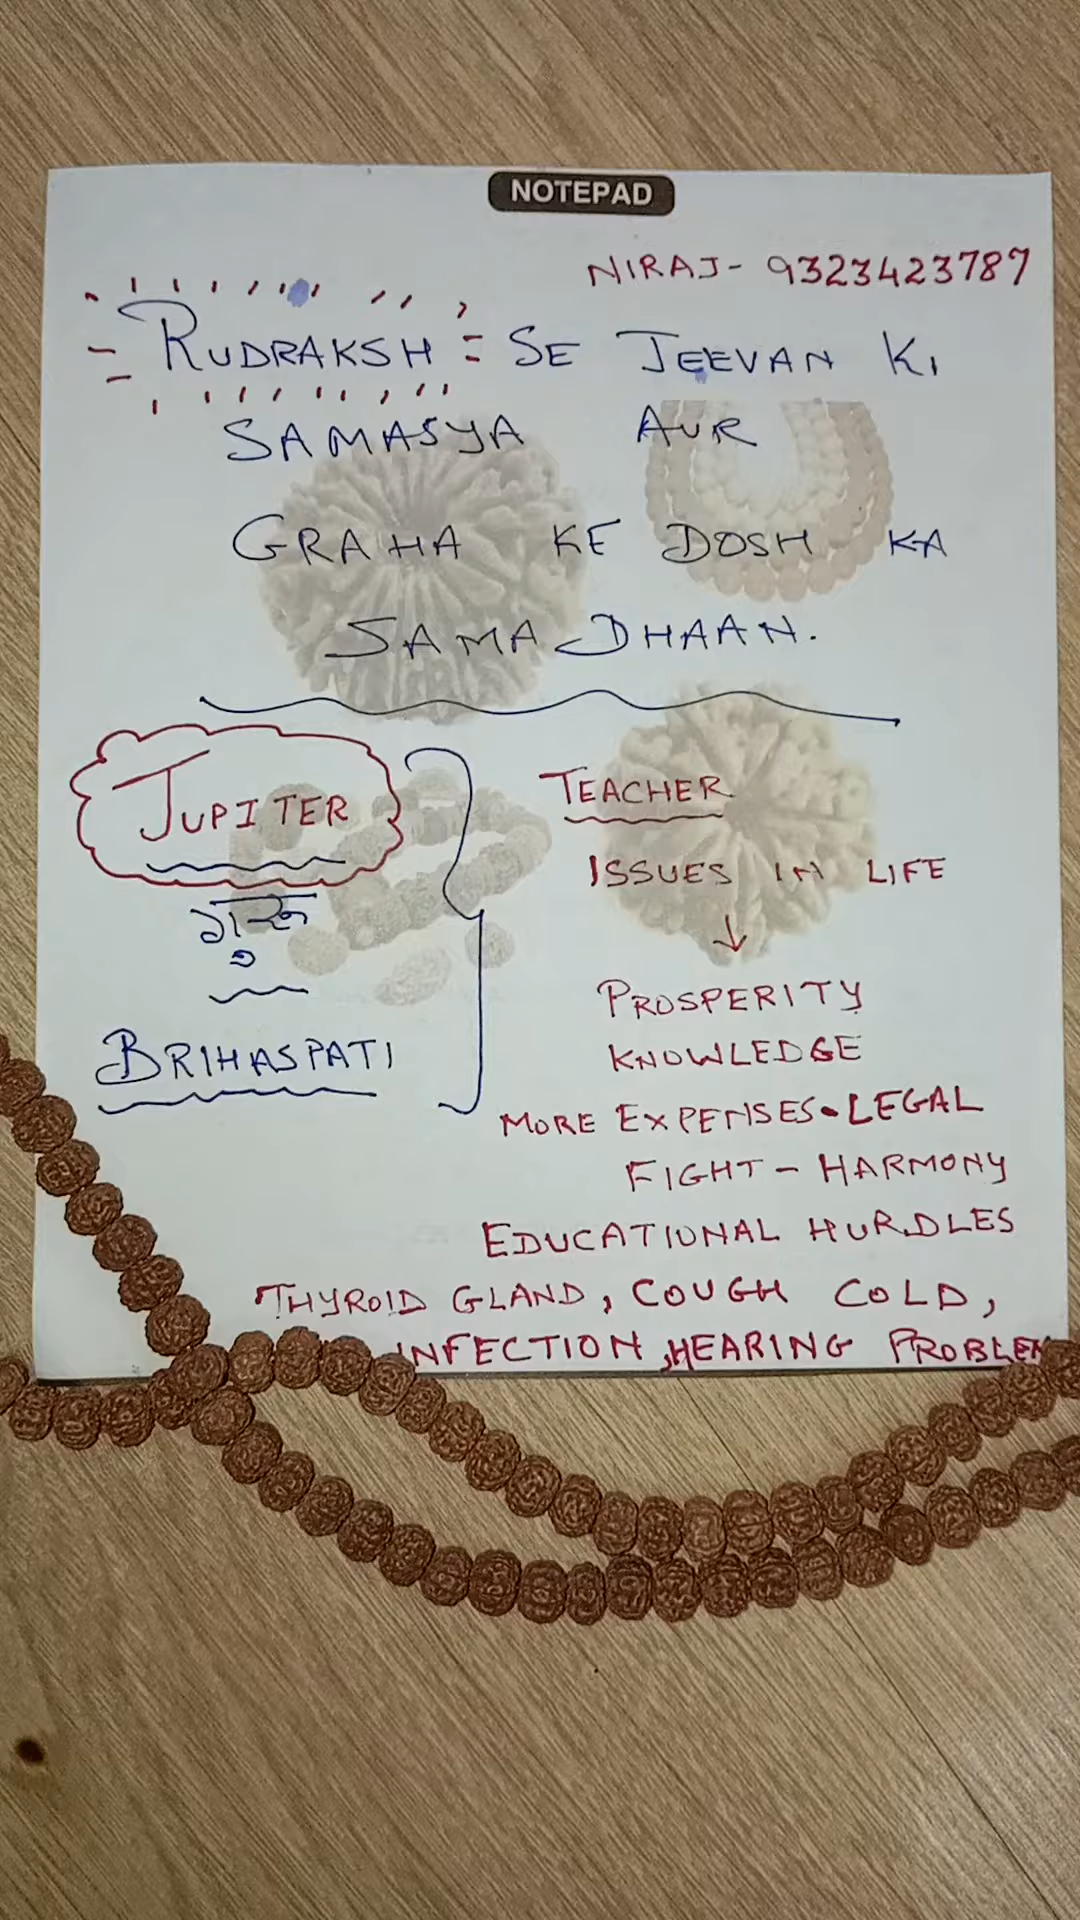 NOTEPAD
NIRAJ- 9323423787
RUDRAKSH SE JEEVAN KI
SAMASYA AUR
GRAHA KE DOSH KA
SAMADHAAN.
JUPITER
गुरु
BRIHASPATI
TEACHER
ISSUES IN LIFE
↓
PROSPERITY
KNOWLEDGE
MORE EXPENSES - LEGAL
FIGHT - HARMONY
EDUCATIONAL HURDLES
THYROID GLAND, COUGH COLD,
INFECTION, HEARING PROBLEM